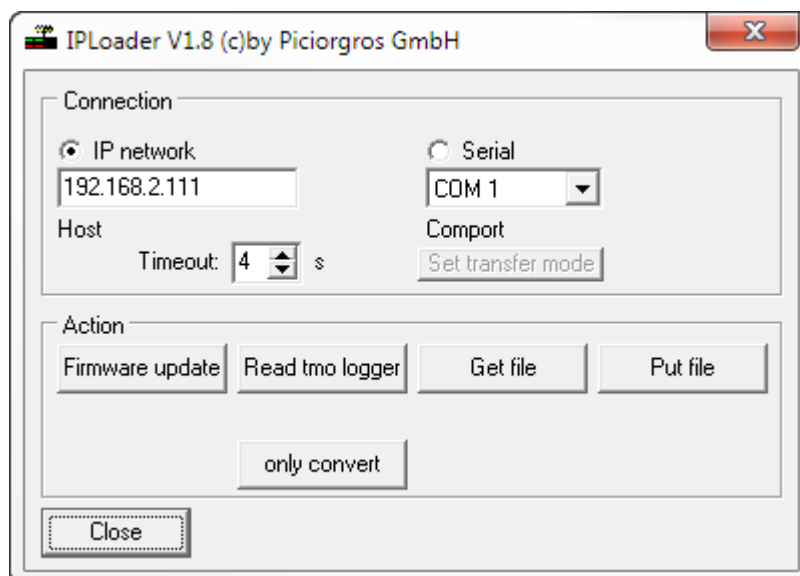 IPLoader V1.8 (c)by Piciorgros GmbH
Connection
IP network
Serial
192.168.2.111
COM 1
Host
Comport
Timeout: 4 s
Set transfer mode
Action
Firmware update
Read tmo logger
Get file
Put file
only convert
Close